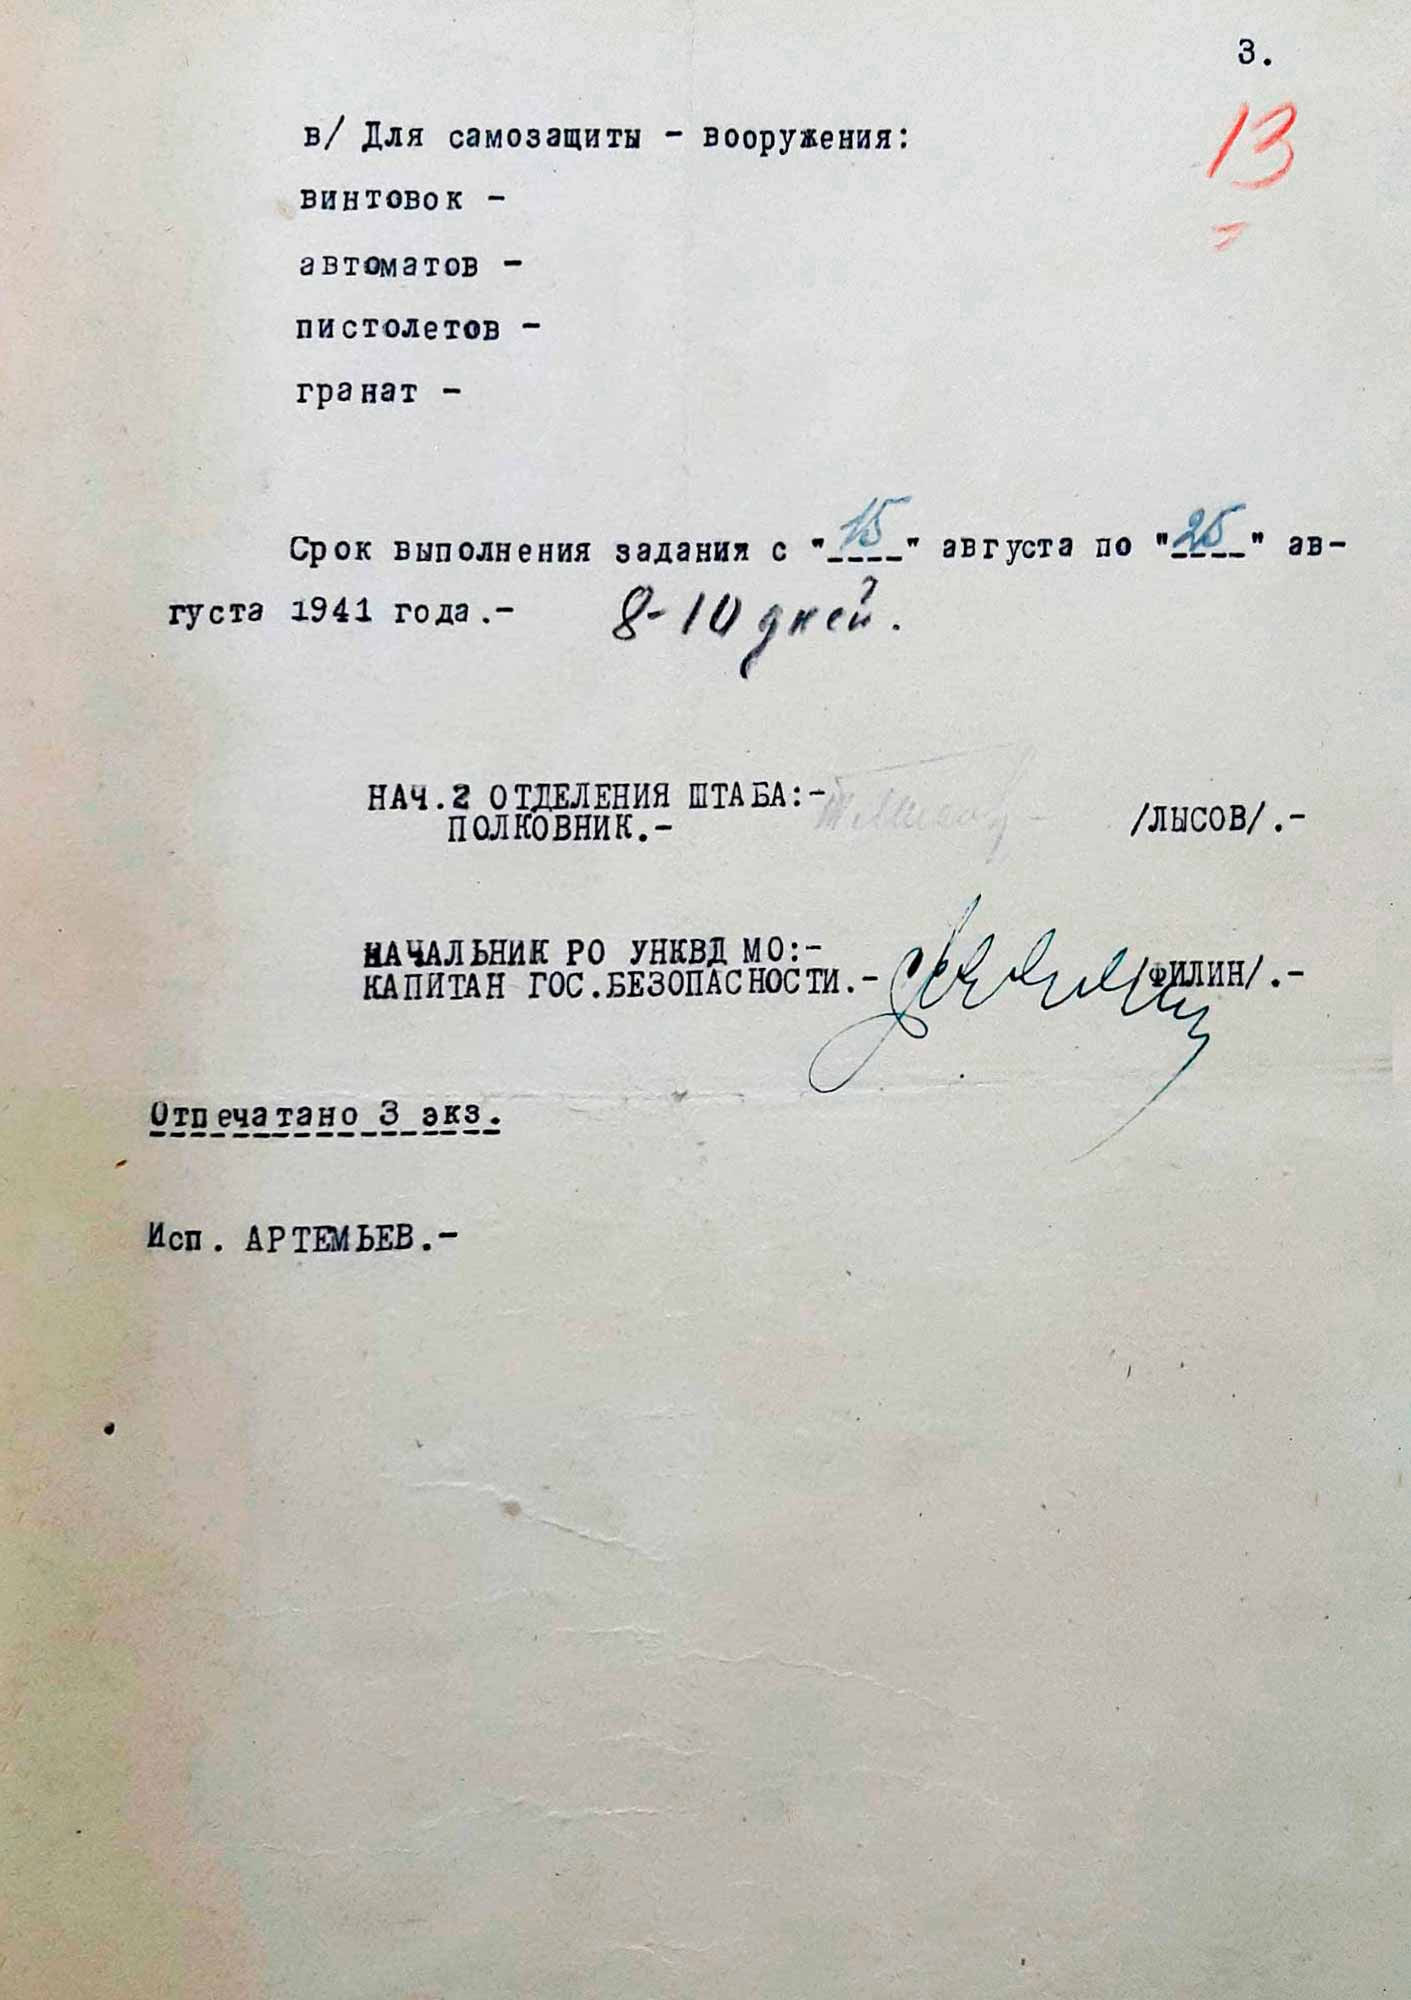 3.
13
в/ Для самозащиты - вооружения:
винтовок -
автоматов -
пистолетов -
гранат -
Срок выполнения задания с "15" августа по "25" ав-
густа 1941 года.- 8-10 дней.
НАЧ.2 ОТДЕЛЕНИЯ ШТАБА:-
ПОЛКОВНИК.- /ЛЫСОВ/.-
НАЧАЛЬНИК РО УНКВД МО:-
КАПИТАН ГОС.БЕЗОПАСНОСТИ.- /ФИЛИН/.-
Отпечатано 3 экз.
Исп. АРТЕМЬЕВ.-